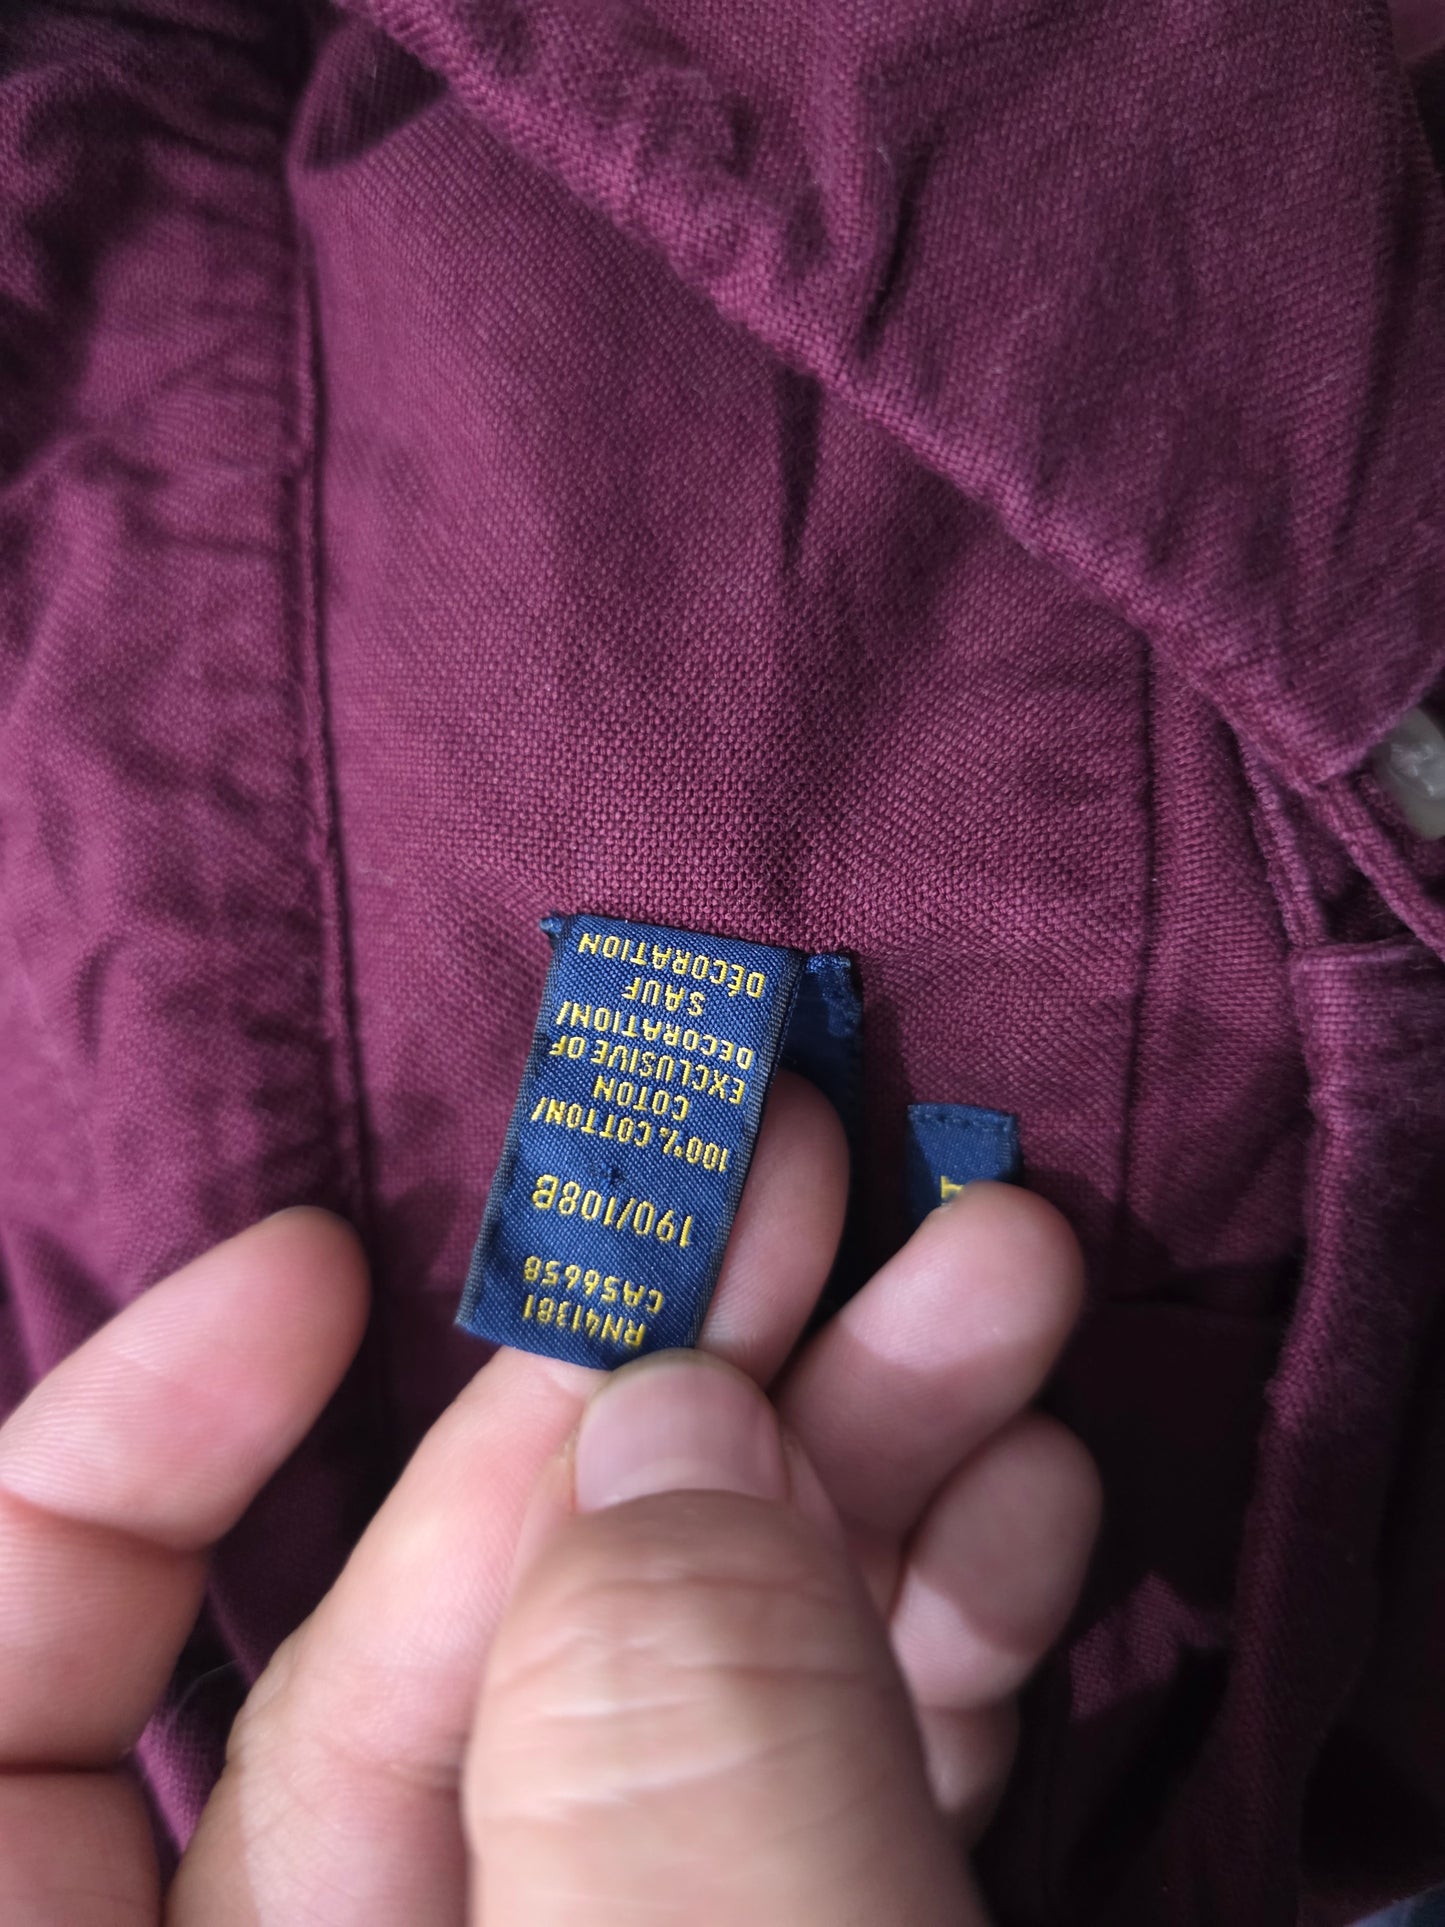 RN41381
CA56658
190/108B
100% COTTON/
COTON
EXCLUSIVE OF
DECORATION/
SAUF
DÉCORATION